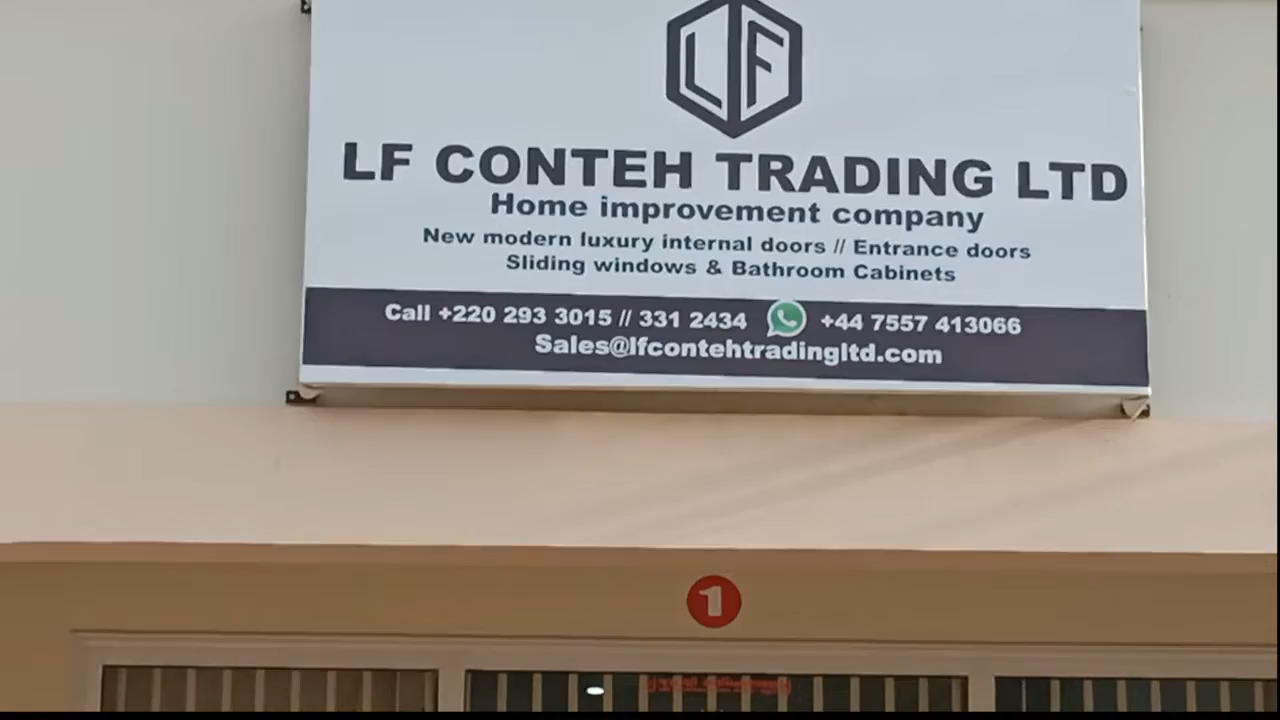 LF
LF CONTEH TRADING LTD
Home improvement company
New modern luxury internal doors // Entrance doors
Sliding windows & Bathroom Cabinets
Call +220 293 3015 // 331 2434 +44 7557 413066
Sales@lfcontehtradingltd.com
1